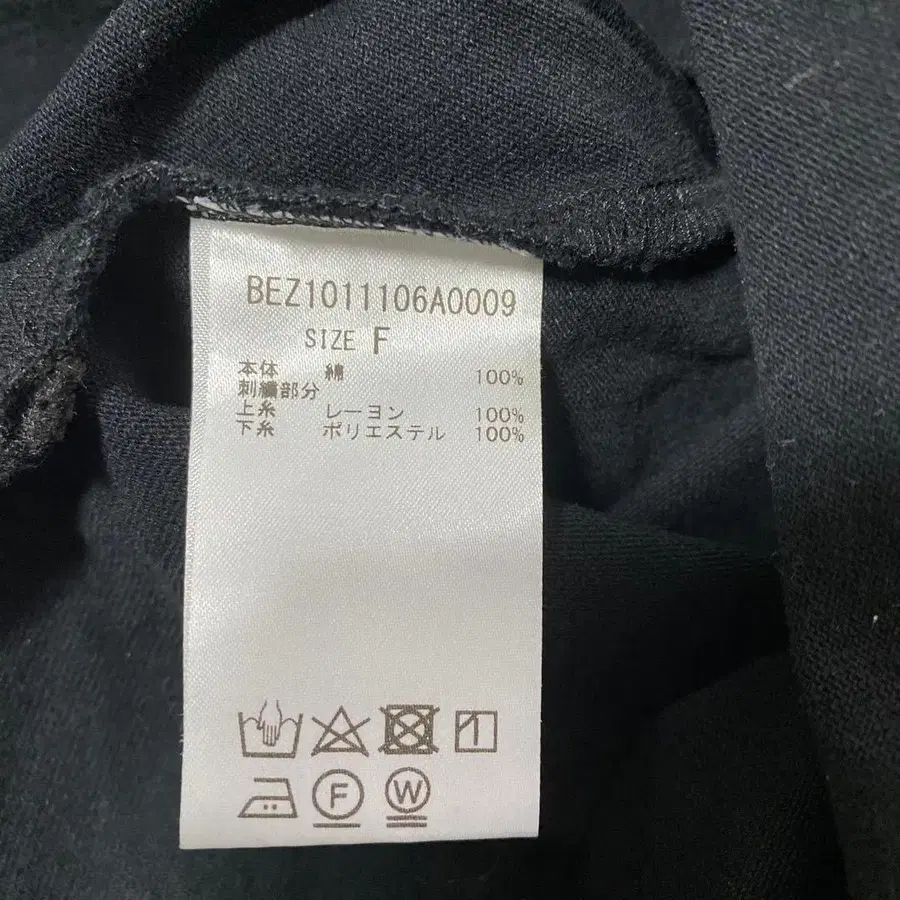 BEZ1011106A0009
SIZE F
本体 綿 100%
刺繍部分
上糸 レーヨン 100%
下糸 ポリエステル 100%
F W